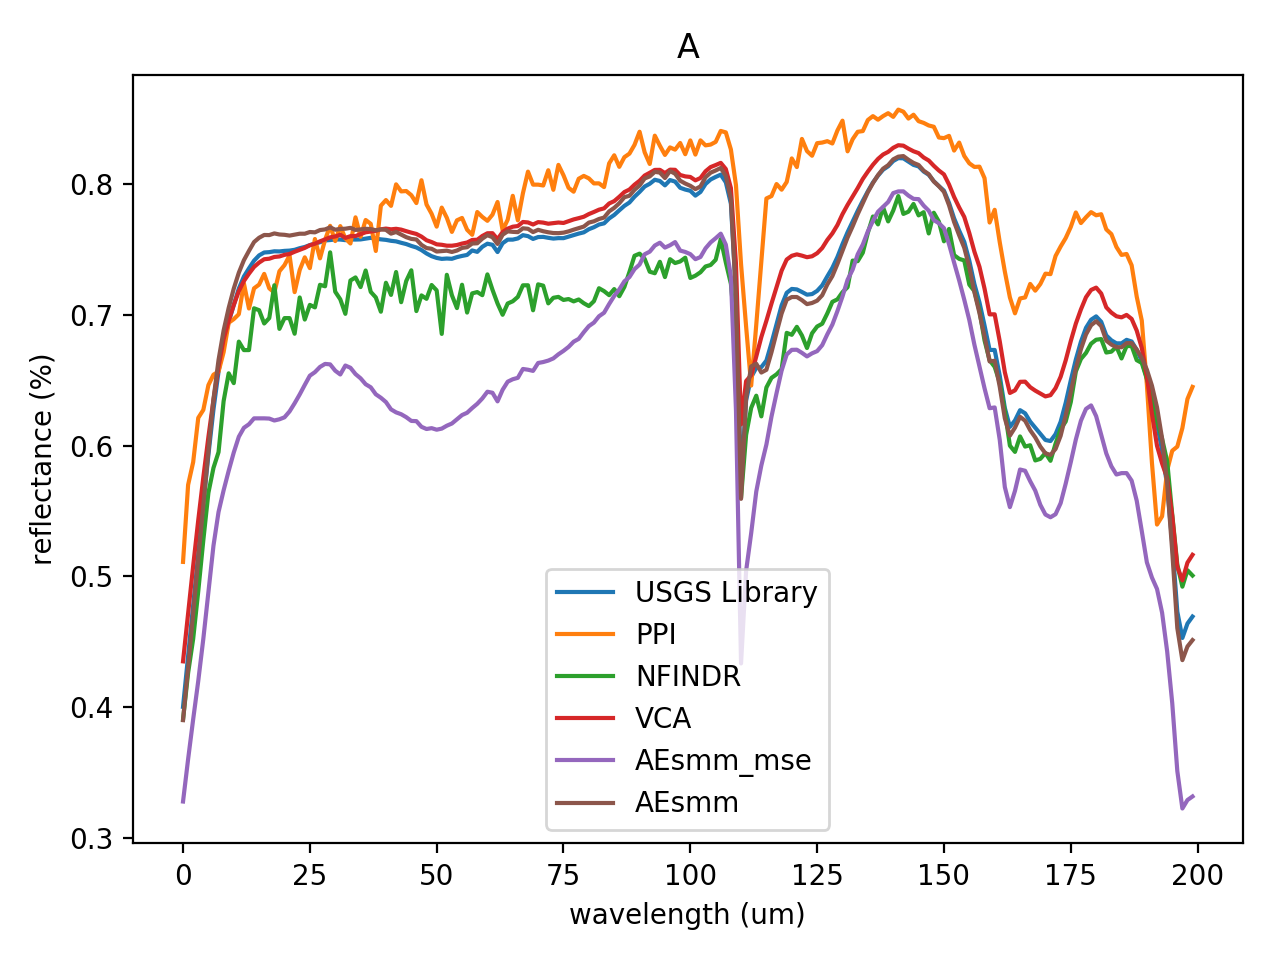 A
reflectance (%)
0.8
0.7
0.6
0.5
0.4
0.3
USGS Library
PPI
NFINDR
VCA
AEsmm_mse
AEsmm
0 25 50 75 100 125 150 175 200
wavelength (um)